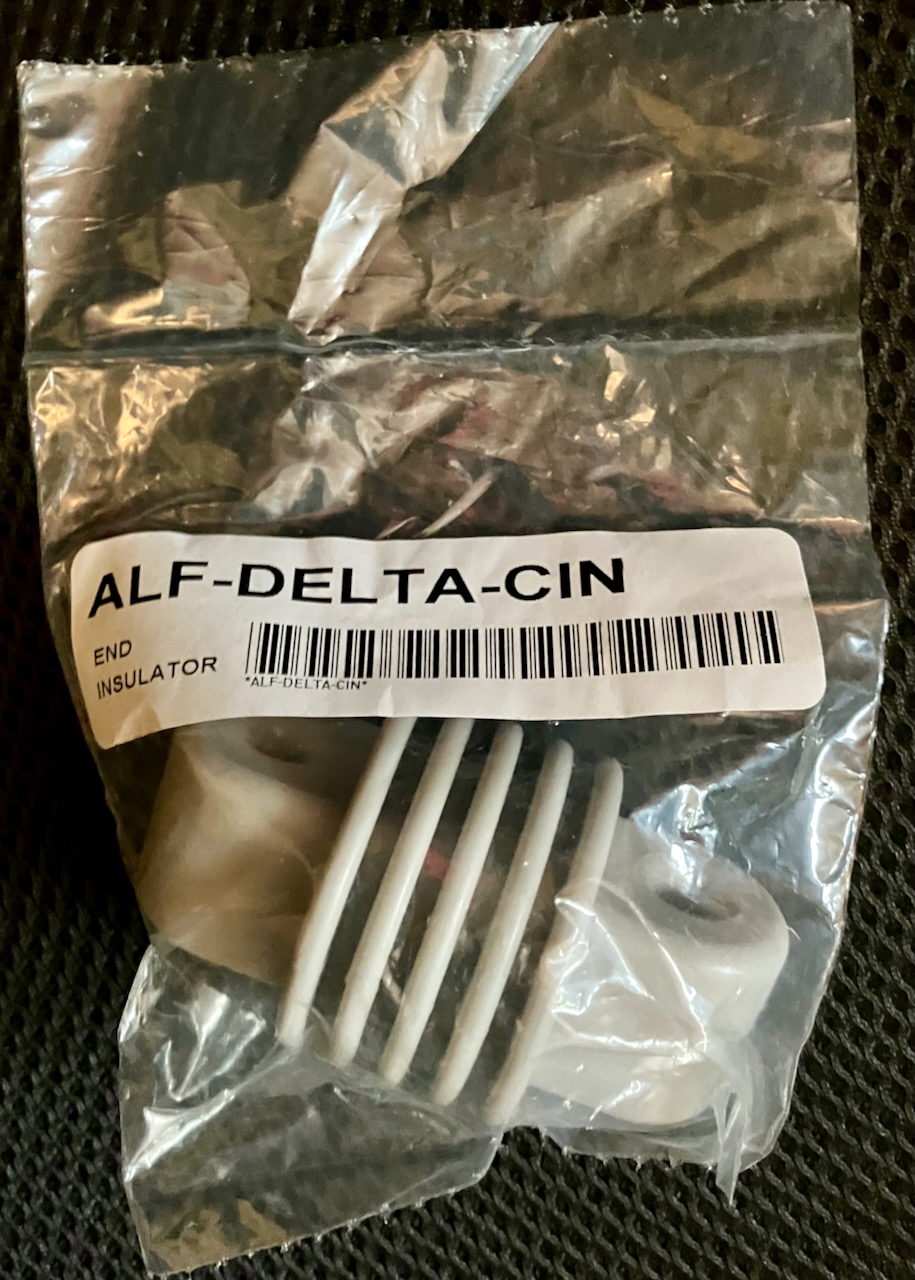 ALF-DELTA-CIN
END
INSULATOR
*ALF-DELTA-CIN*